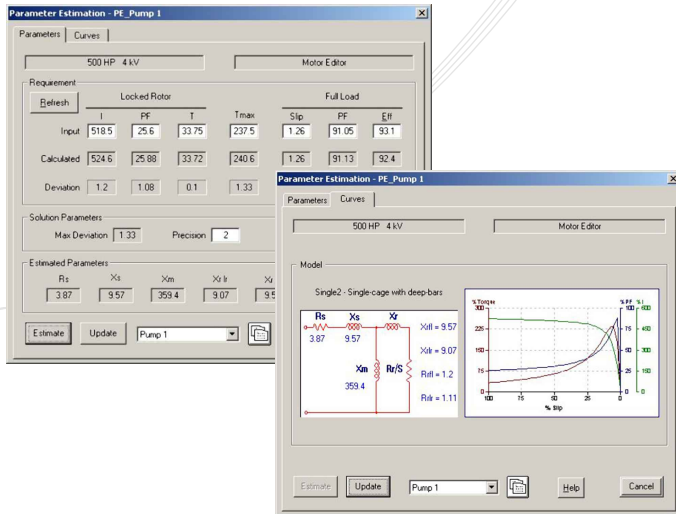 Parameter Estimation - PE_Pump 1
Parameters Curves
500 HP 4 kV Motor Editor
Requirement
Refresh Locked Rotor Full Load
I PF T Tmax Slip PF Eff
Input 518.5 25.6 33.75 237.5 1.26 91.05 93.1
Calculated 524.6 25.88 33.72 240.6 1.26 91.13 92.4
Deviation 1.2 1.08 0.1 1.33
Solution Parameters
Max Deviation 1.33 Precision 2
Estimated Parameters
Rs Xs Xm Xr lr
3.87 9.57 359.4 9.07
Estimate Update Pump 1
Parameter Estimation - PE_Pump 1
Parameters Curves
500 HP 4 kV Motor Editor
Model
Single2 - Single-cage with deep-bars
Rs Xs Xr
3.87 9.57
Xm Rr/S
359.4
Xrfl = 9.57
Xrlr = 9.07
Rrfl = 1.2
Rrlr = 1.11
%Torque %PF %I
300 100 600
225 75 450
150 50 300
75 25 150
0 0 0
100 75 50 25 0
% Slip
Estimate Update Pump 1 Help Cancel